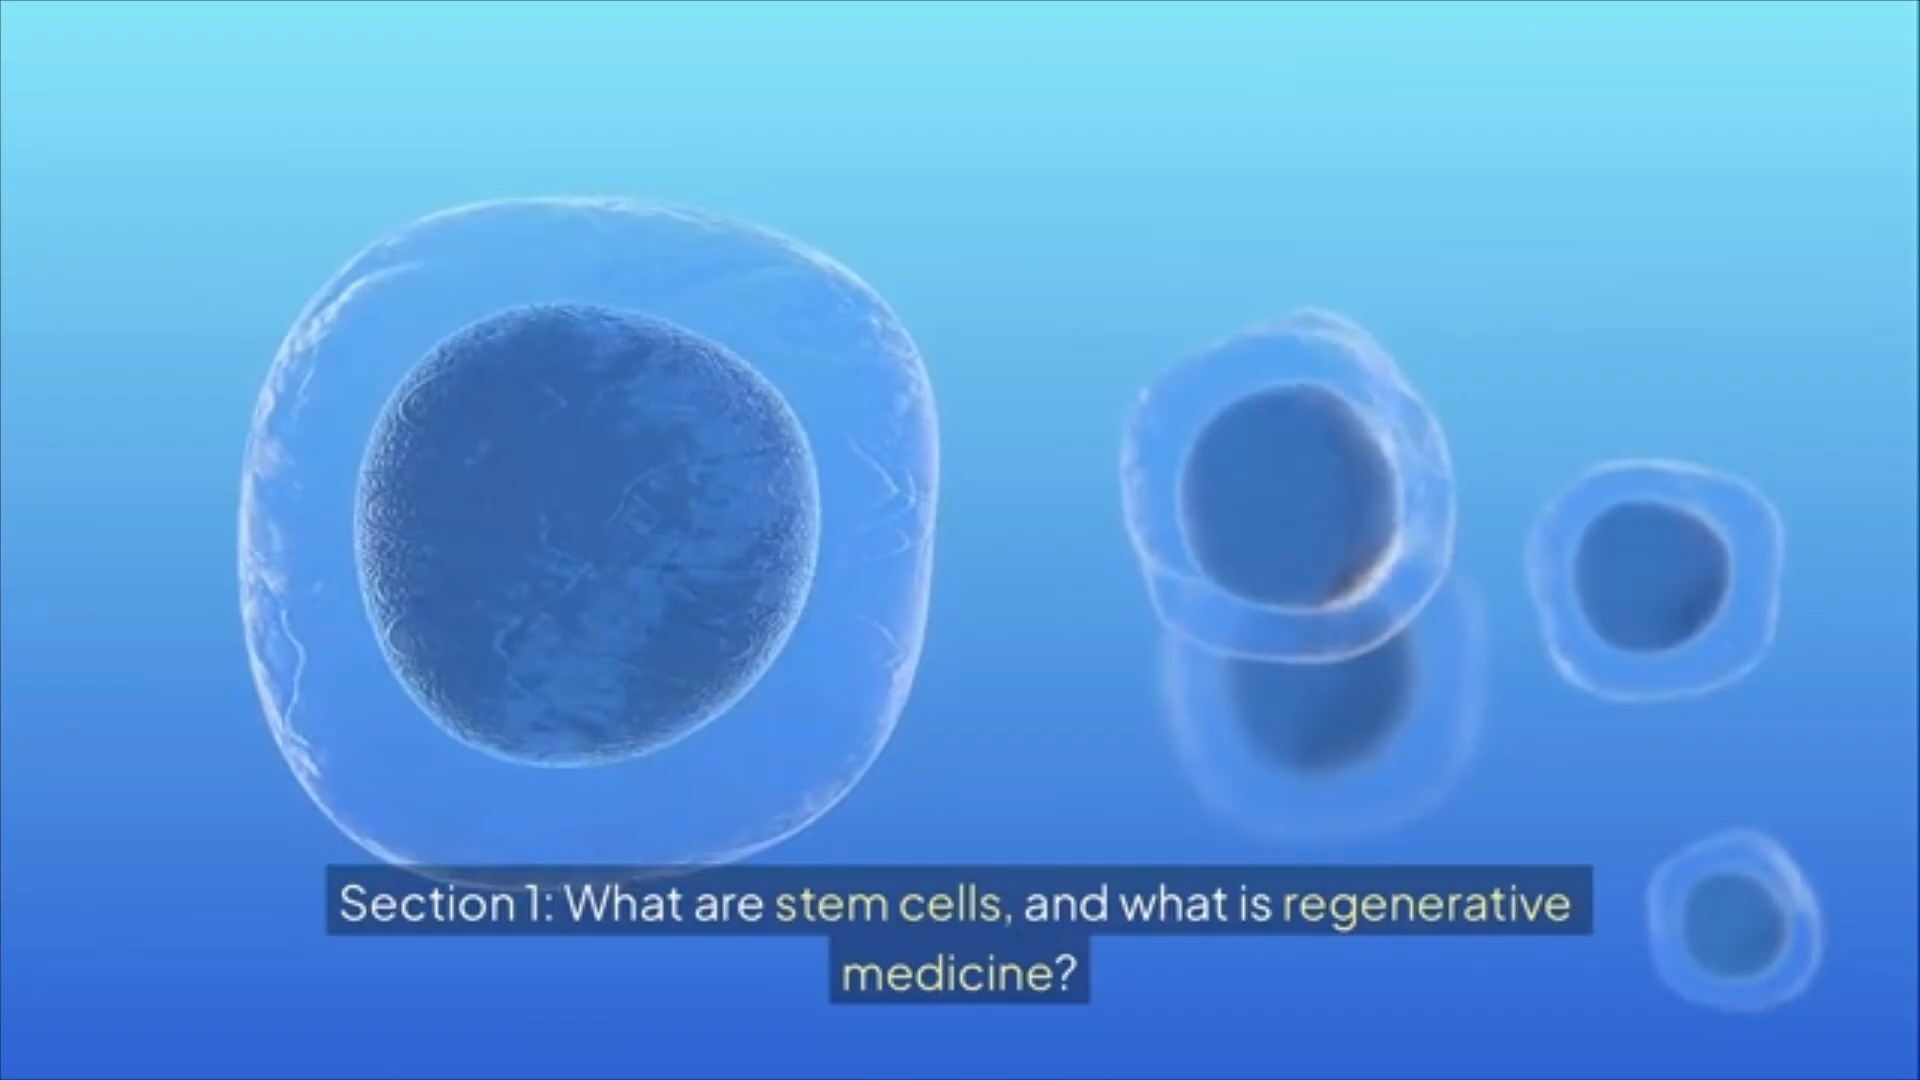 Section 1: What are stem cells, and what is regenerative
medicine?